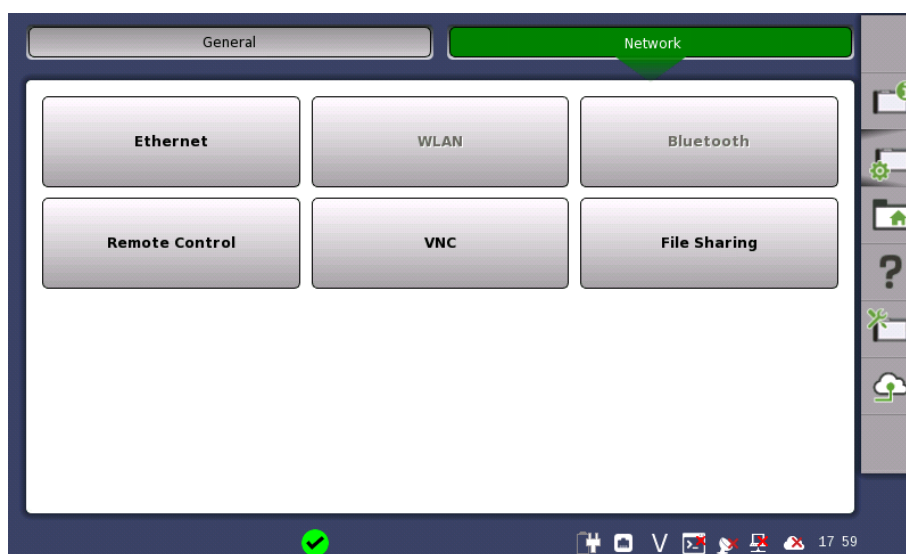 General
Network
Ethernet
WLAN
Bluetooth
Remote Control
VNC
File Sharing
?
V
17 59